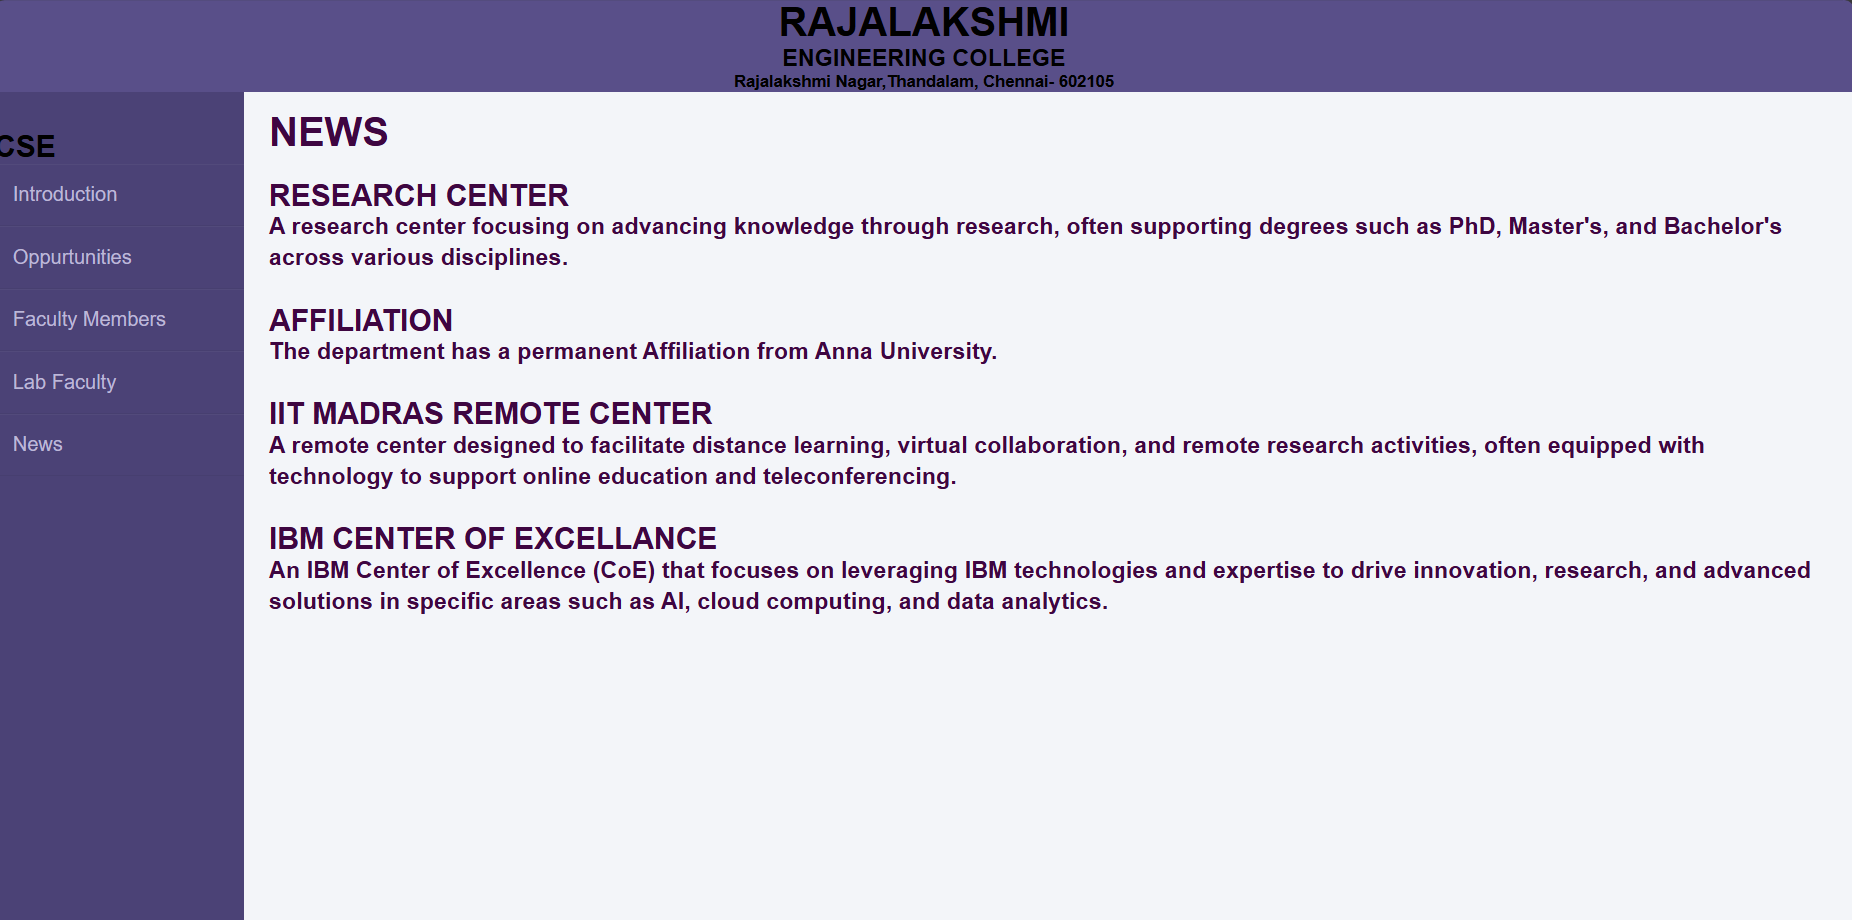 RAJALAKSHMI
ENGINEERING COLLEGE
Rajalakshmi Nagar,Thandalam, Chennai- 602105
CSE
Introduction
Oppurtunities
Faculty Members
Lab Faculty
News
NEWS
RESEARCH CENTER
A research center focusing on advancing knowledge through research, often supporting degrees such as PhD, Master's, and Bachelor's
across various disciplines.
AFFILIATION
The department has a permanent Affiliation from Anna University.
IIT MADRAS REMOTE CENTER
A remote center designed to facilitate distance learning, virtual collaboration, and remote research activities, often equipped with
technology to support online education and teleconferencing.
IBM CENTER OF EXCELLANCE
An IBM Center of Excellence (CoE) that focuses on leveraging IBM technologies and expertise to drive innovation, research, and advanced
solutions in specific areas such as AI, cloud computing, and data analytics.